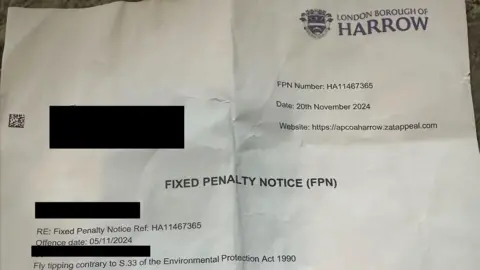 LONDON BOROUGH OF
HARROW
FPN Number: HA11467365
Date: 20th November 2024
Website: https://apcoaharrow.zatappeal.com
FIXED PENALTY NOTICE (FPN)
RE: Fixed Penalty Notice Ref: HA11467365
Offence date: 05/11/2024
Fly tipping contrary to S.33 of the Environmental Protection Act 1990